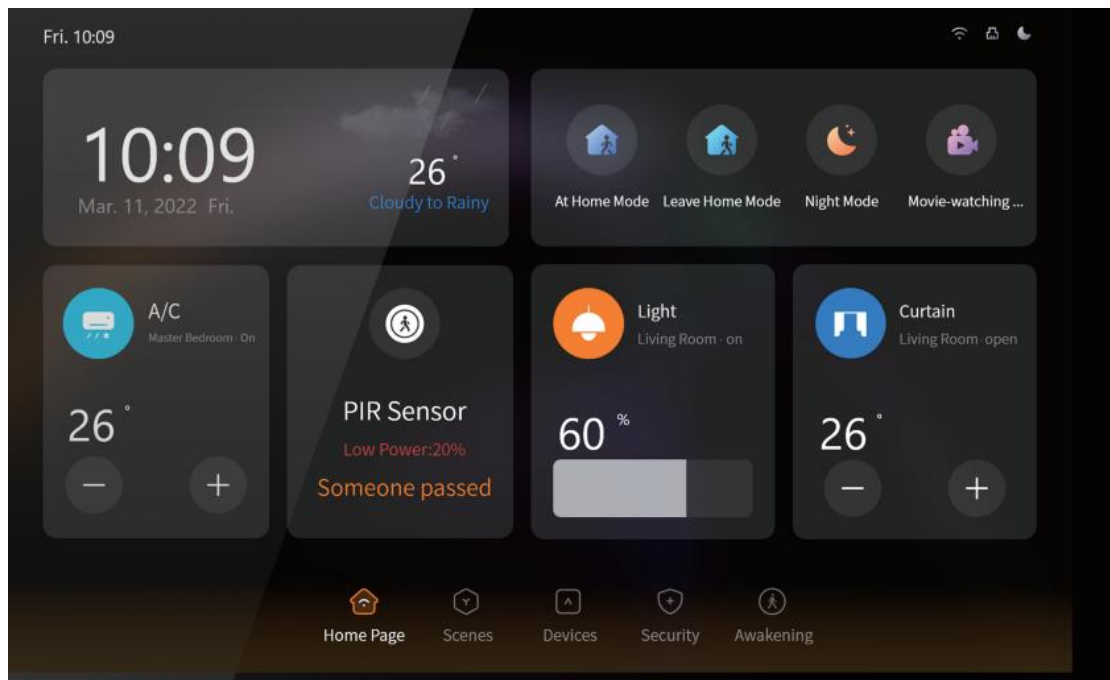 Fri. 10:09
10:09
Mar. 11, 2022 Fri.
26°
Cloudy to Rainy
At Home Mode
Leave Home Mode
Night Mode
Movie-watching ...
A/C
Master Bedroom · On
26°
PIR Sensor
Low Power:20%
Someone passed
Light
Living Room · on
60 %
Curtain
Living Room · open
26°
Home Page
Scenes
Devices
Security
Awakening